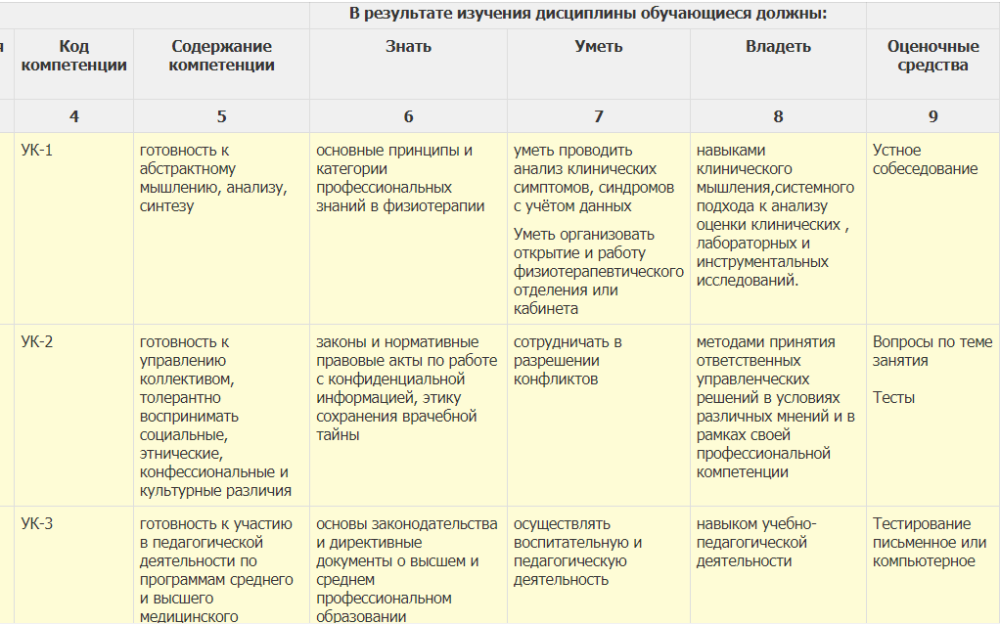 В результате изучения дисциплины обучающиеся должны:
я
Код
компетенции
Содержание
компетенции
Знать
Уметь
Владеть
Оценочные
средства
4
5
6
7
8
9
УК-1
готовность к
абстрактному
мышлению, анализу,
синтезу
основные принципы и
категории
профессиональных
знаний в физиотерапии
уметь проводить
анализ клинических
симптомов, синдромов
с учётом данных
Уметь организовать
открытие и работу
физиотерапевтического
отделения или
кабинета
навыками
клинического
мышления,системного
подхода к анализу
оценки клинических ,
лабораторных и
инструментальных
исследований.
Устное
собеседование
УК-2
готовность к
управлению
коллективом,
толерантно
воспринимать
социальные,
этнические,
конфессиональные и
культурные различия
законы и нормативные
правовые акты по работе
с конфиденциальной
информацией, этику
сохранения врачебной
тайны
сотрудничать в
разрешении
конфликтов
методами принятия
ответственных
управленческих
решений в условиях
различных мнений и в
рамках своей
профессиональной
компетенции
Вопросы по теме
занятия
Тесты
УК-3
готовность к участию
в педагогической
деятельности по
программам среднего
и высшего
медицинского
основы законодательства
и директивные
документы о высшем и
среднем
профессиональном
образовании
осуществлять
воспитательную и
педагогическую
деятельность
навыком учебно-
педагогической
деятельности
Тестирование
письменное или
компьютерное